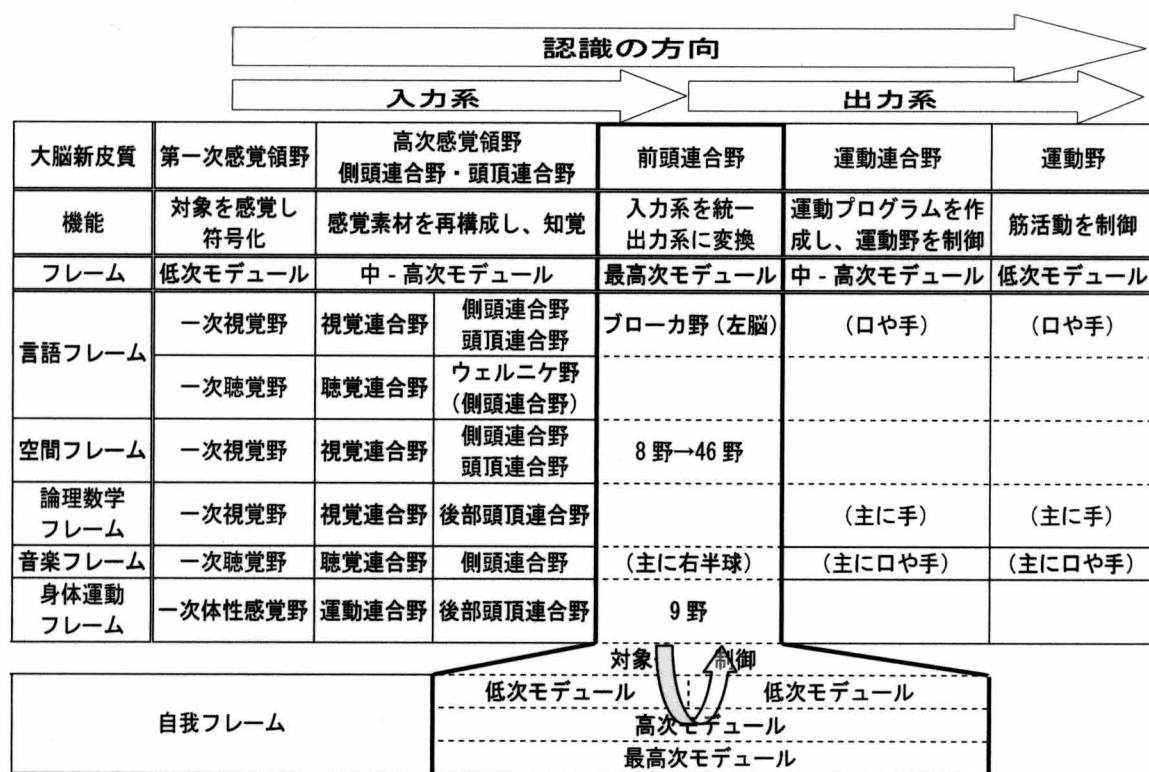 認識の方向
入力系
出力系
大脳新皮質 第一次感覚領野 高次感覚領野 前頭連合野 運動連合野 運動野
側頭連合野・頭頂連合野
機能 対象を感覚し 感覚素材を再構成し、知覚 入力系を統一 運動プログラムを作 筋活動を制御
符号化 出力系に変換 成し、運動野を制御
フレーム 低次モデュール 中 - 高次モデュール 最高次モデュール 中 - 高次モデュール 低次モデュール
言語フレーム 一次視覚野 視覚連合野 側頭連合野 ブローカ野(左脳) (口や手) (口や手)
頭頂連合野
一次聴覚野 聴覚連合野 ウェルニケ野
(側頭連合野)
空間フレーム 一次視覚野 視覚連合野 側頭連合野 8 野→46 野
頭頂連合野
論理数学 一次視覚野 視覚連合野 後部頭頂連合野 (主に手) (主に手)
フレーム
音楽フレーム 一次聴覚野 聴覚連合野 側頭連合野 (主に右半球) (主に口や手) (主に口や手)
身体運動 一次体性感覚野 運動連合野 後部頭頂連合野 9 野
フレーム
対象 制御
自我フレーム 低次モデュール 低次モデュール
高次モデュール
最高次モデュール